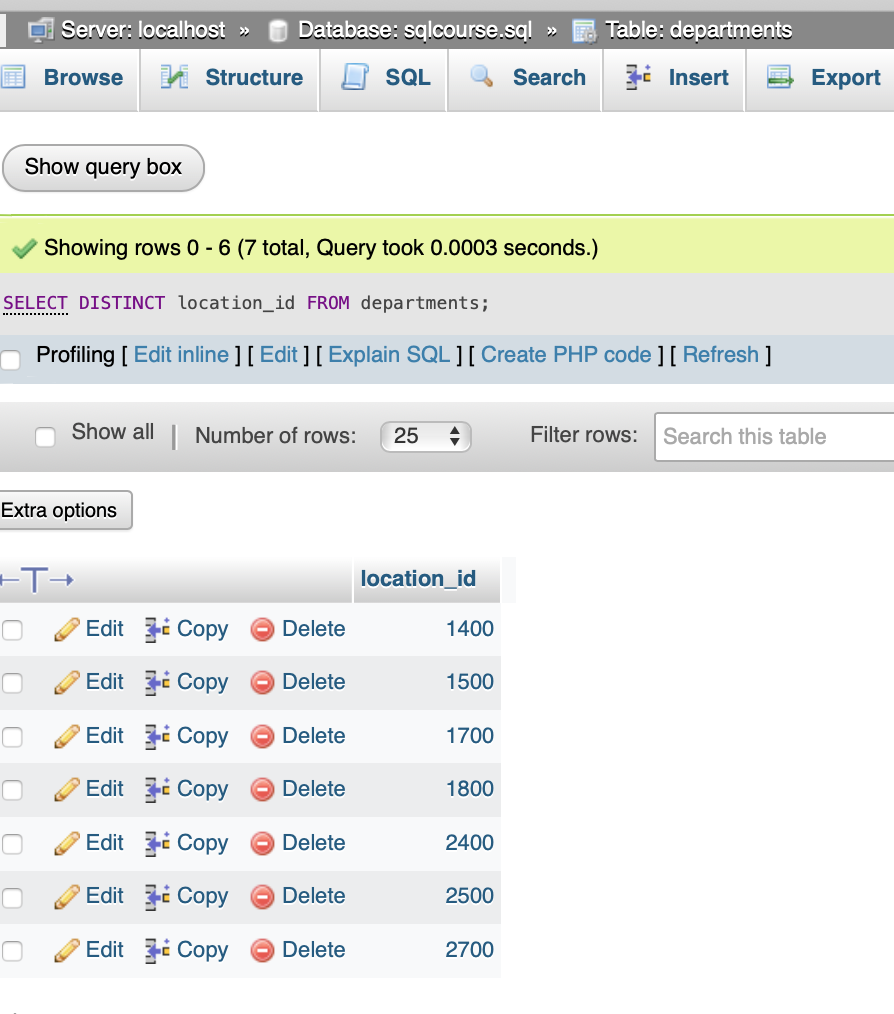 Server: localhost » Database: sqlcourse.sql » Table: departments
Browse Structure SQL Search Insert Export
Show query box
Showing rows 0 - 6 (7 total, Query took 0.0003 seconds.)
SELECT DISTINCT location_id FROM departments;
Profiling [ Edit inline ] [ Edit ] [ Explain SQL ] [ Create PHP code ] [ Refresh ]
Show all | Number of rows: 25 Filter rows: Search this table
Extra options
←T→ location_id
Edit Copy Delete 1400
Edit Copy Delete 1500
Edit Copy Delete 1700
Edit Copy Delete 1800
Edit Copy Delete 2400
Edit Copy Delete 2500
Edit Copy Delete 2700